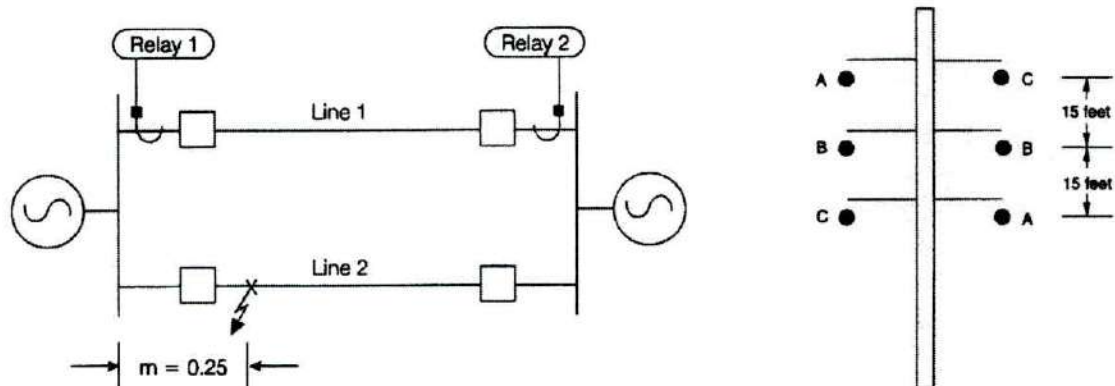 Relay 1
Relay 2
Line 1
Line 2
m = 0.25
A
C
15 feet
B
B
15 feet
C
A